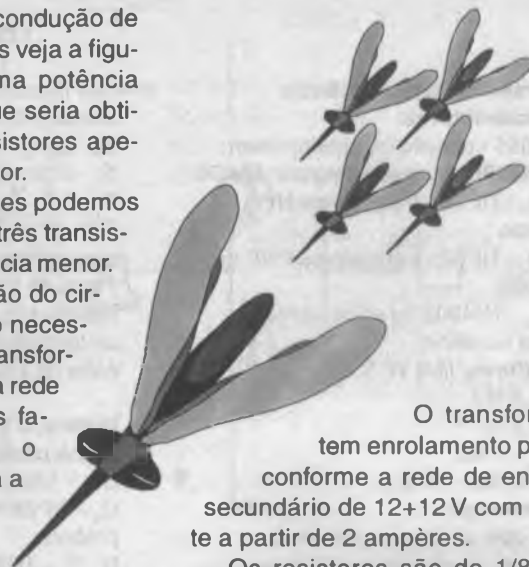 condução de
s veja a figu-
na potência
ue seria obti-
sistores ape-
or.
es podemos
três transis-
cia menor.
ão do cir-
o neces-
ansfor-
a rede
s fa-
o
a a
O transfor
tem enrolamento p
conforme a rede de en
secundário de 12+12 V com
te a partir de 2 ampères.
Os resistores são de 1/8